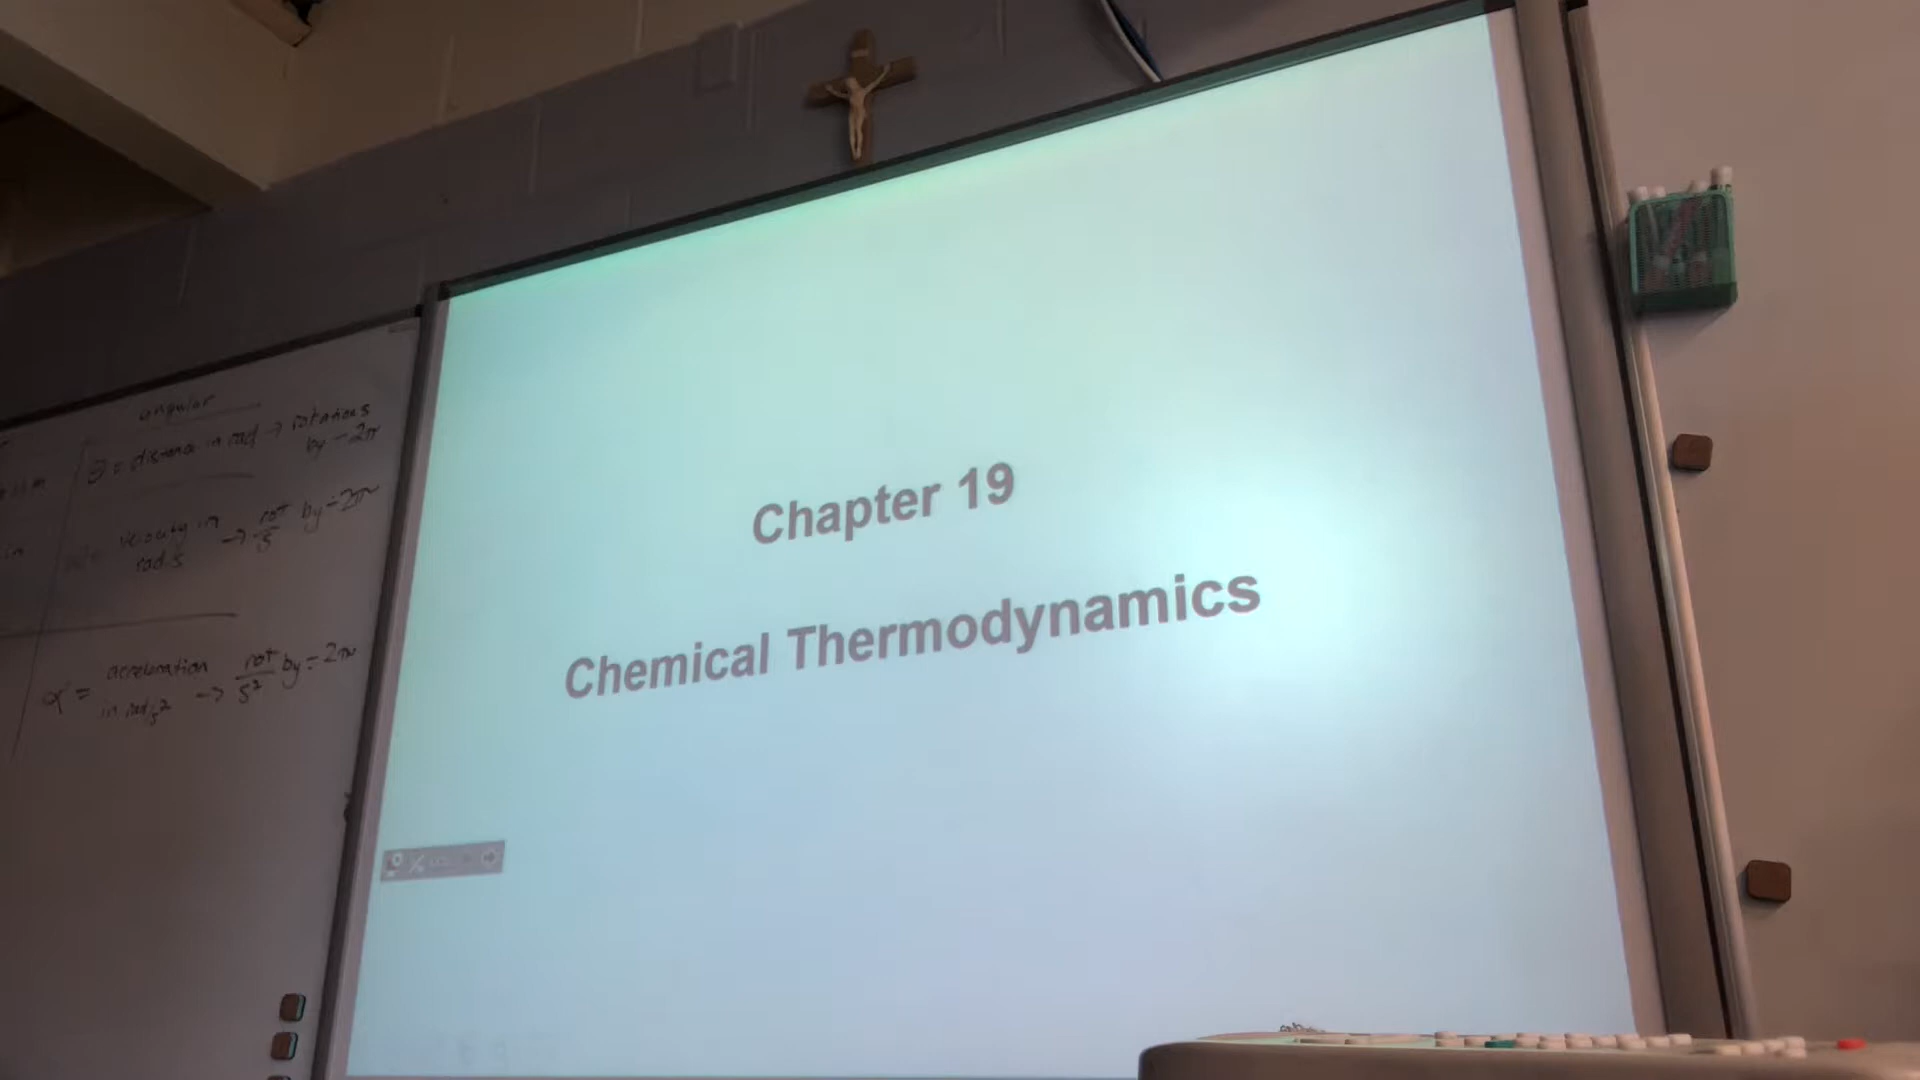 angular
θ = distance in rad → rotations
by ÷ 2π
velocity in
rad/s → rot/s by ÷ 2π
acceleration
α = in rad/s² → rot/s² by ÷ 2π
in
Chapter 19
Chemical Thermodynamics